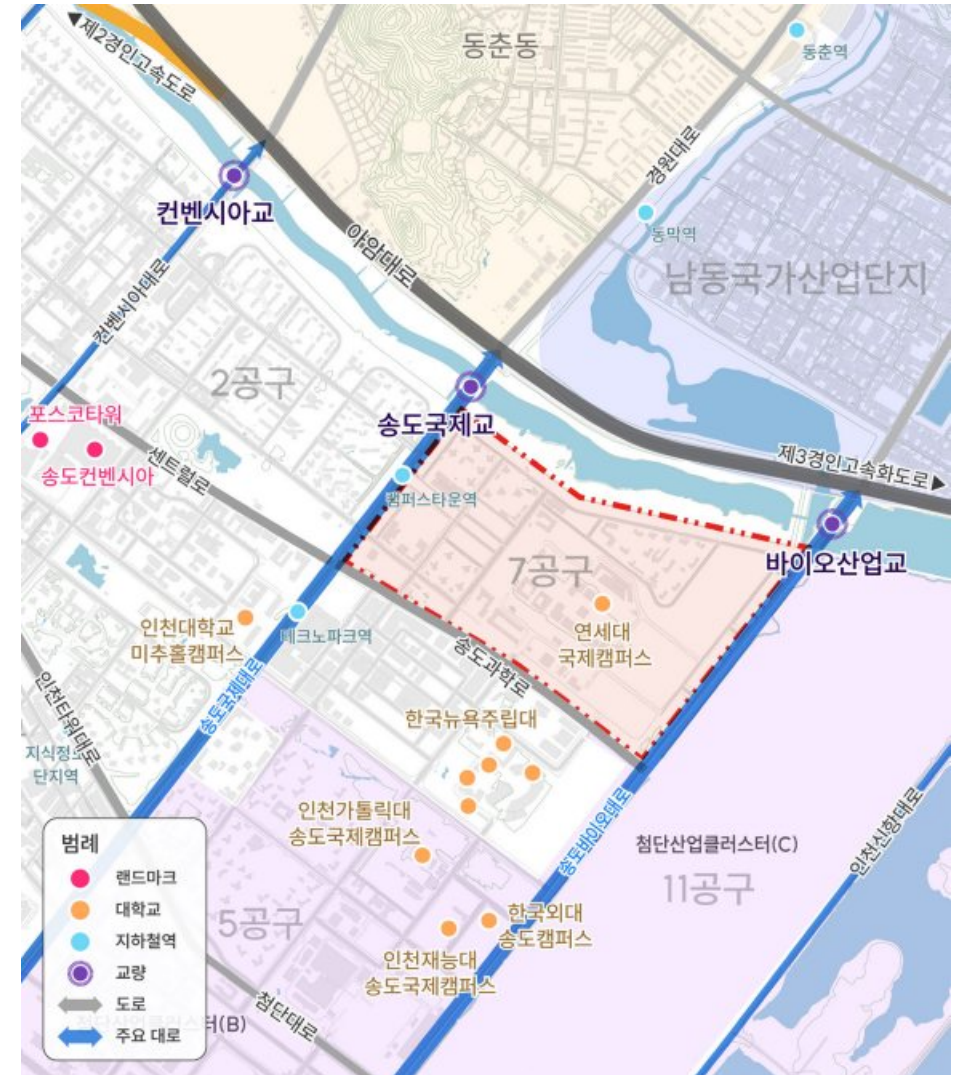 ◀제2경인고속도로
동춘동
동춘역
경원대로
컨벤시아교
동막역
아암대로
남동국가산업단지
컨벤시아대로
2공구
포스코타워
송도국제교
송도컨벤시아
센트럴로
제3경인고속화도로▶
캠퍼스타운역
7공구
바이오산업교
인천대학교
미추홀캠퍼스
테크노파크역
연세대
국제캠퍼스
송도과학로
인천타워대로
송도국제대로
한국뉴욕주립대
지식정보
단지역
인천가톨릭대
송도국제캠퍼스
송도바이오대로
첨단산업클러스터(C)
인천신항대로
11공구
5공구
한국외대
송도캠퍼스
인천재능대
송도국제캠퍼스
첨단대로
첨단산업클러스터(B)
범례
랜드마크
대학교
지하철역
교량
도로
주요 대로